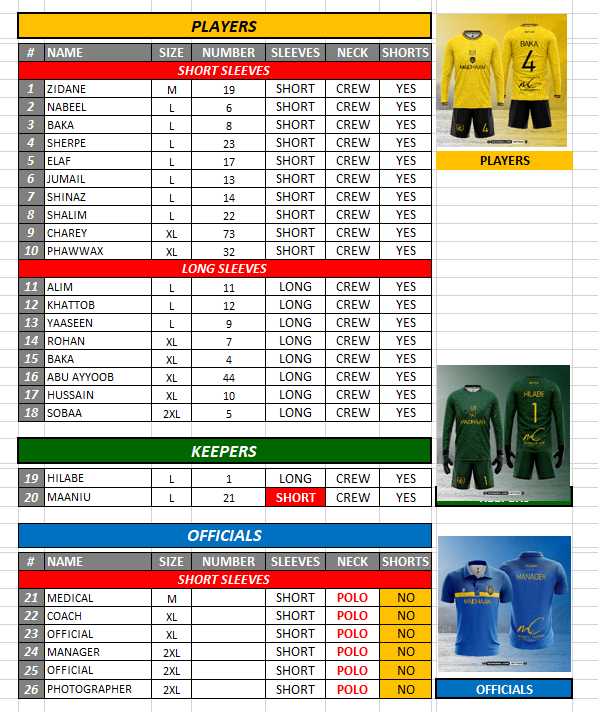 PLAYERS
# NAME SIZE NUMBER SLEEVES NECK SHORTS
SHORT SLEEVES
1 ZIDANE M 19 SHORT CREW YES
2 NABEEL L 6 SHORT CREW YES
3 BAKA L 8 SHORT CREW YES
4 SHERPE L 23 SHORT CREW YES
5 ELAF L 17 SHORT CREW YES
6 JUMAIL L 13 SHORT CREW YES
7 SHINAZ L 14 SHORT CREW YES
8 SHALIM L 22 SHORT CREW YES
9 CHAREY XL 73 SHORT CREW YES
10 PHAWWAX XL 32 SHORT CREW YES
LONG SLEEVES
11 ALIM L 11 LONG CREW YES
12 KHATTOB L 12 LONG CREW YES
13 YAASEEN L 9 LONG CREW YES
14 ROHAN XL 7 LONG CREW YES
15 BAKA XL 4 LONG CREW YES
16 ABU AYYOOB XL 44 LONG CREW YES
17 HUSSAIN XL 10 LONG CREW YES
18 SOBAA 2XL 5 LONG CREW YES
KEEPERS
19 HILABE L 1 LONG CREW YES
20 MAANIU L 21 SHORT CREW YES
OFFICIALS
# NAME SIZE NUMBER SLEEVES NECK SHORTS
SHORT SLEEVES
21 MEDICAL M SHORT POLO NO
22 COACH XL SHORT POLO NO
23 OFFICIAL XL SHORT POLO NO
24 MANAGER 2XL SHORT POLO NO
25 OFFICIAL 2XL SHORT POLO NO
26 PHOTOGRAPHER 2XL SHORT POLO NO
BAKA
4
MAIDHAAN
4
PLAYERS
HILABE
1
MAIDHAAN
1
KEEPERS
MANAGER
MAIDHAAN
OFFICIALS